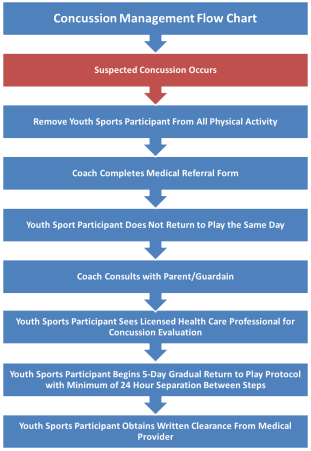 Concussion Management Flow Chart
Suspected Concussion Occurs
Remove Youth Sports Participant From All Physical Activity
Coach Completes Medical Referral Form
Youth Sport Participant Does Not Return to Play the Same Day
Coach Consults with Parent/Guardain
Youth Sports Participant Sees Licensed Health Care Professional for
Concussion Evaluation
Youth Sports Participant Begins 5-Day Gradual Return to Play Protocol
with Minimum of 24 Hour Separation Between Steps
Youth Sports Participant Obtains Written Clearance From Medical
Provider